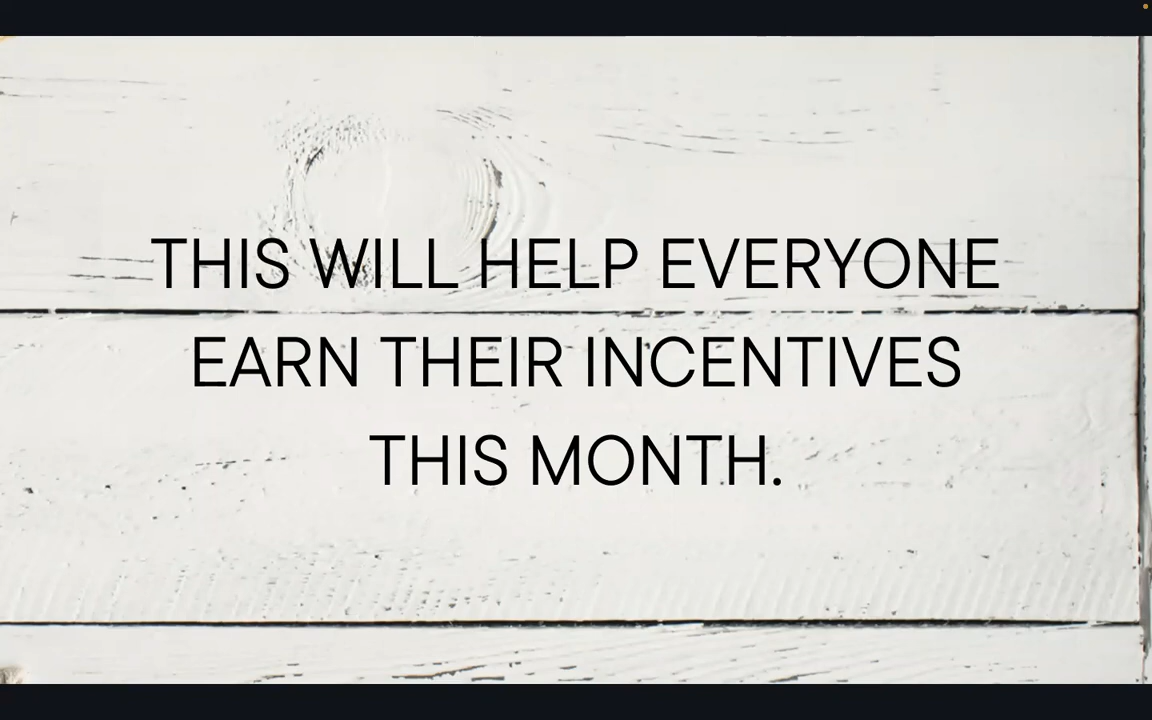 THIS WILL HELP EVERYONE
EARN THEIR INCENTIVES
THIS MONTH.